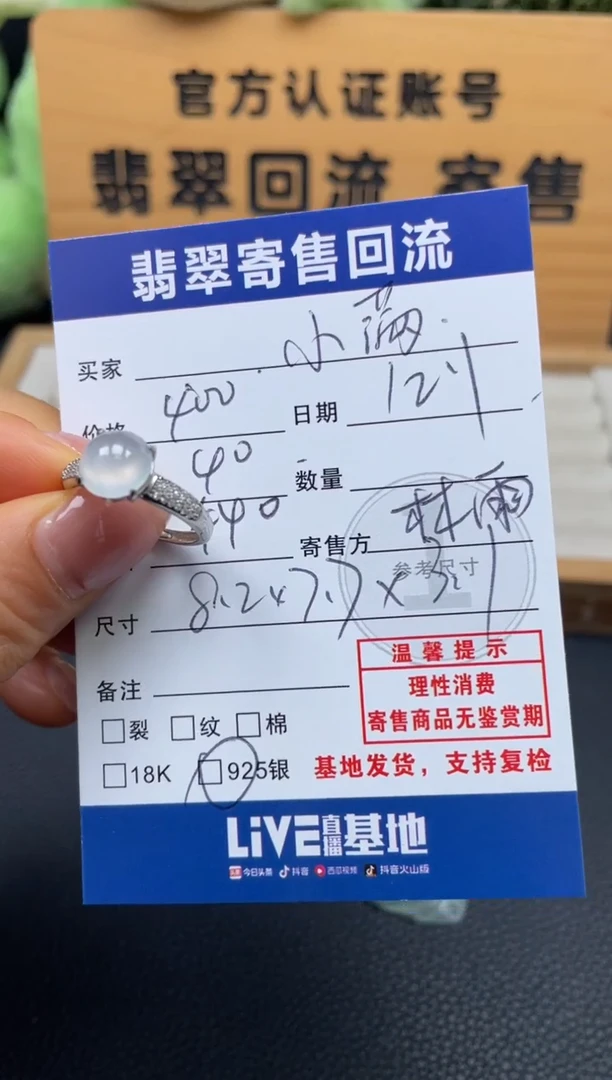 官方认证账号
翡翠回流 寄售
翡翠寄售回流
买家 小满
价格 400 日期 12.1
40 数量
440 寄售方 林雨
参考尺寸
尺寸 8.2×7.7×3.1
温馨提示
备注
理性消费
寄售商品无鉴赏期
裂 纹 棉
18K 925银 基地发货，支持复检
LiVE直播基地
头条 今日头条 抖音 西瓜视频 抖音火山版